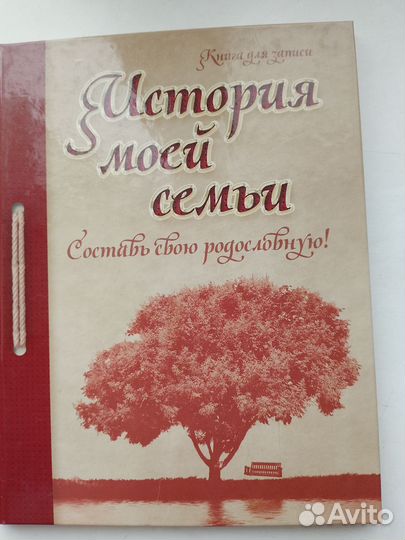 Книга для записи
История
моей
семьи
Составь свою родословную!
Avito